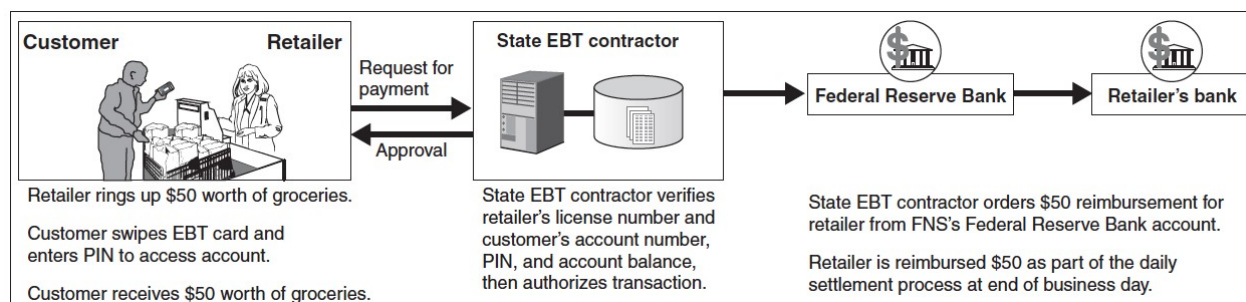 Customer
Retailer
Request for
payment
Approval
State EBT contractor
Federal Reserve Bank
Retailer's bank
Retailer rings up $50 worth of groceries.
Customer swipes EBT card and
enters PIN to access account.
Customer receives $50 worth of groceries.
State EBT contractor verifies
retailer's license number and
customer's account number,
PIN, and account balance,
then authorizes transaction.
State EBT contractor orders $50 reimbursement for
retailer from FNS's Federal Reserve Bank account.
Retailer is reimbursed $50 as part of the daily
settlement process at end of business day.